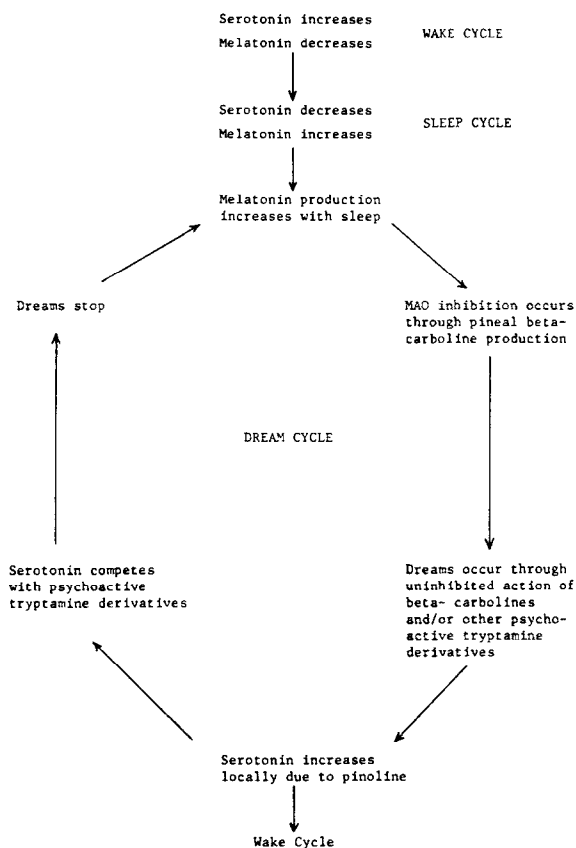 Serotonin increases
Melatonin decreases
WAKE CYCLE
Serotonin decreases
Melatonin increases
SLEEP CYCLE
Melatonin production
increases with sleep
Dreams stop
MAO inhibition occurs
through pineal beta-
carboline production
DREAM CYCLE
Serotonin competes
with psychoactive
tryptamine derivatives
Dreams occur through
uninhibited action of
beta- carbolines
and/or other psycho-
active tryptamine
derivatives
Serotonin increases
locally due to pinoline
Wake Cycle